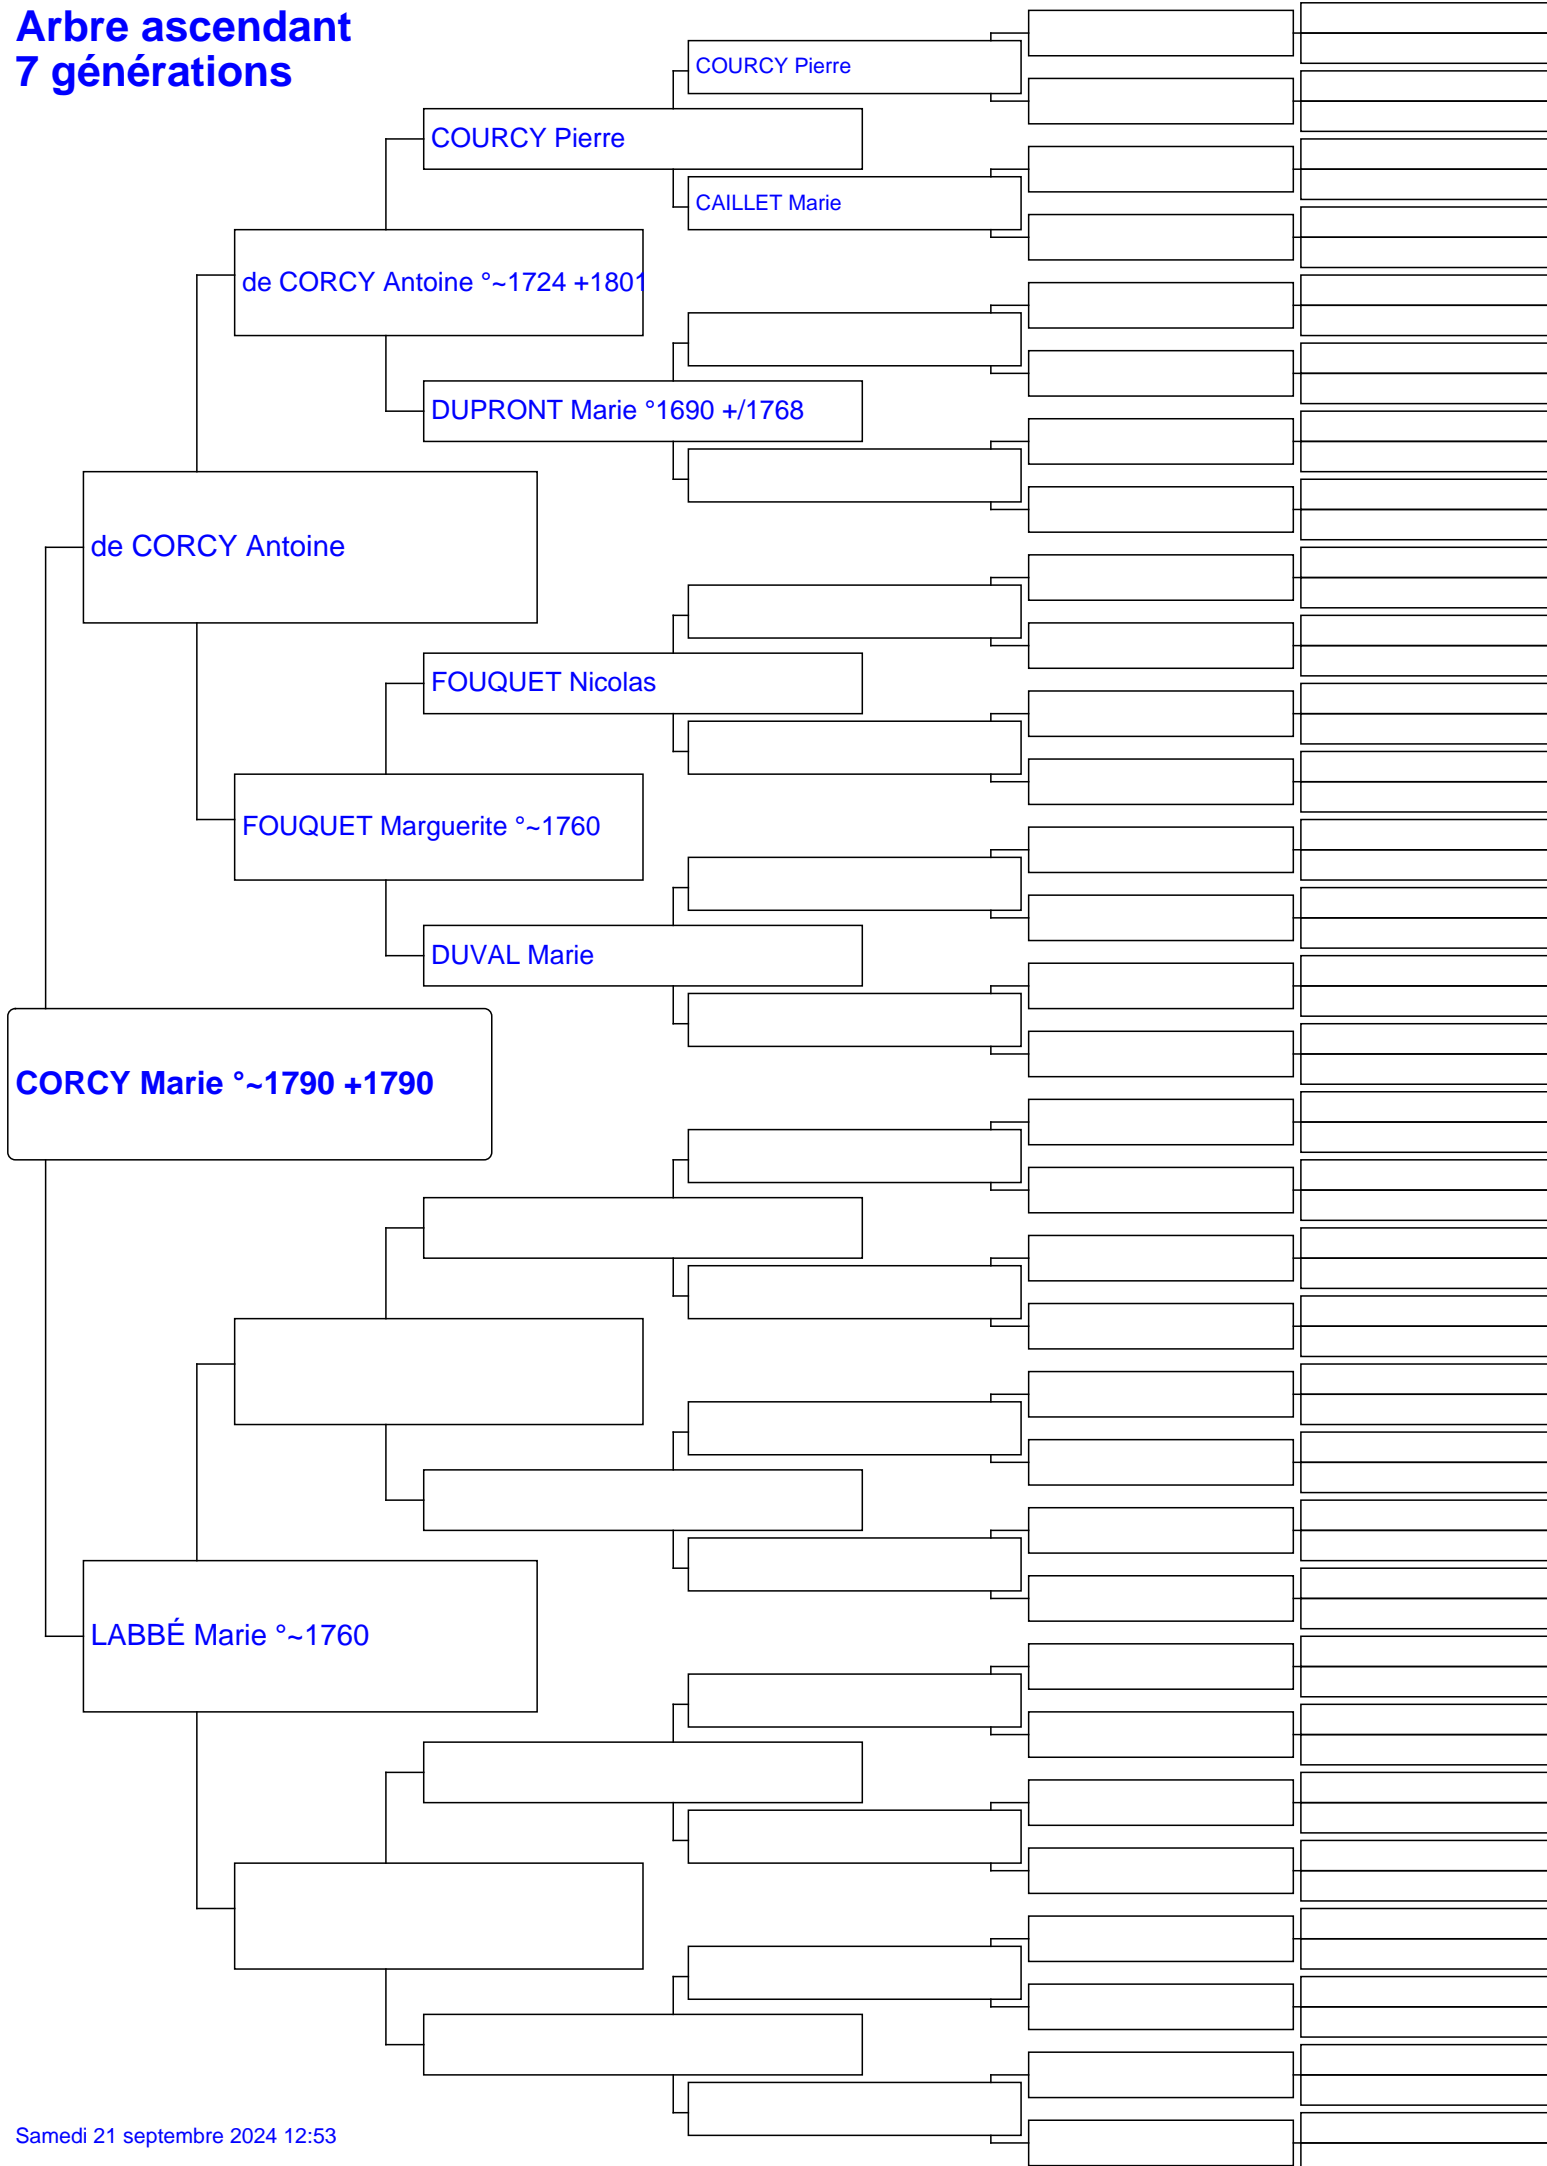 Arbre ascendant
7 générations
COURCY Pierre
COURCY Pierre
CAILLET Marie
de CORCY Antoine °~1724 +1801
DUPRONT Marie °1690 +/1768
de CORCY Antoine
FOUQUET Nicolas
FOUQUET Marguerite °~1760
DUVAL Marie
CORCY Marie °~1790 +1790
LABBÉ Marie °~1760
Samedi 21 septembre 2024 12:53